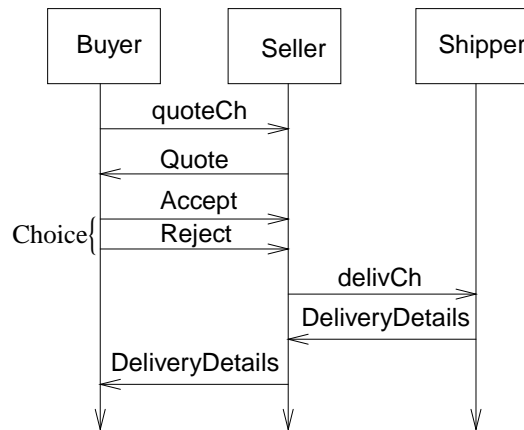 Buyer
Seller
Shipper
quoteCh
Quote
Accept
Choice{
Reject
delivCh
DeliveryDetails
DeliveryDetails